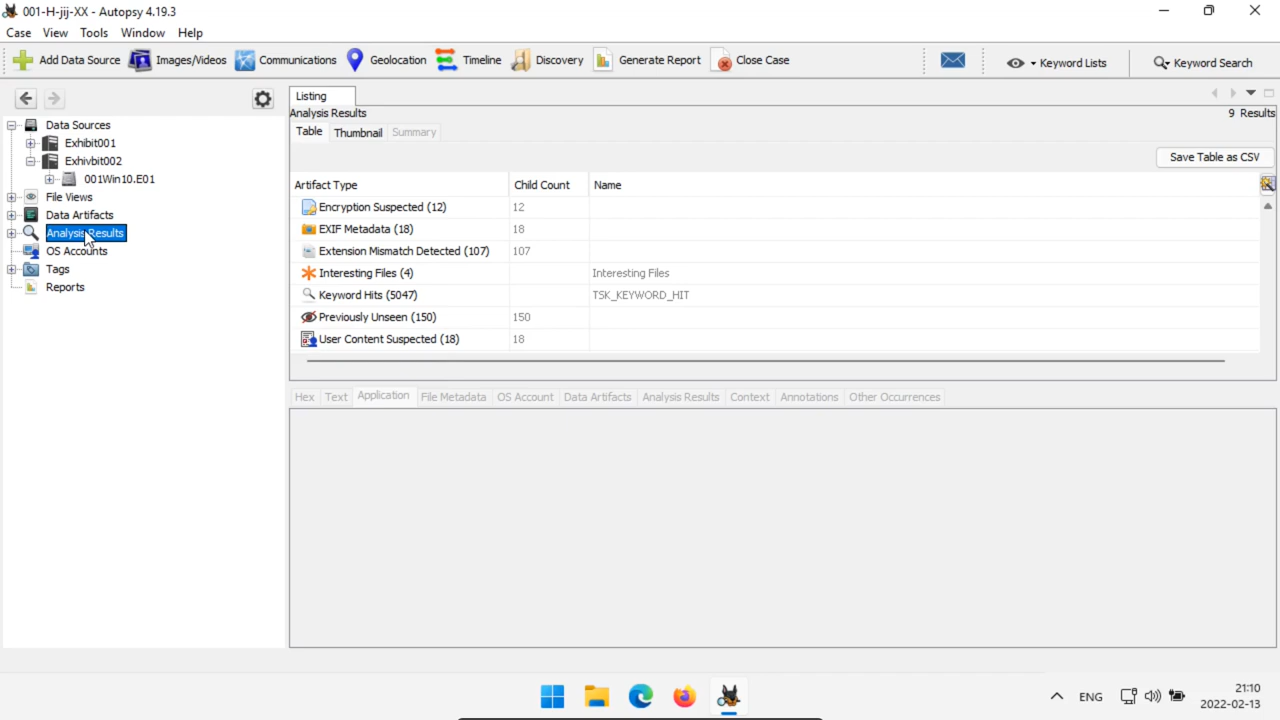 001-H-jij-XX - Autopsy 4.19.3
Case View Tools Window Help
Add Data Source Images/Videos Communications Geolocation Timeline Discovery Generate Report Close Case Keyword Lists Keyword Search
Listing
Analysis Results 9 Results
Table Thumbnail Summary
Save Table as CSV
Data Sources
Exhibit001
Exhivbit002
001Win10.E01
File Views
Data Artifacts
Analysis Results
OS Accounts
Tags
Reports
Artifact Type Child Count Name
Encryption Suspected (12) 12
EXIF Metadata (18) 18
Extension Mismatch Detected (107) 107
Interesting Files (4) Interesting Files
Keyword Hits (5047) TSK_KEYWORD_HIT
Previously Unseen (150) 150
User Content Suspected (18) 18
Hex Text Application File Metadata OS Account Data Artifacts Analysis Results Context Annotations Other Occurrences
ENG
21:10
2022-02-13